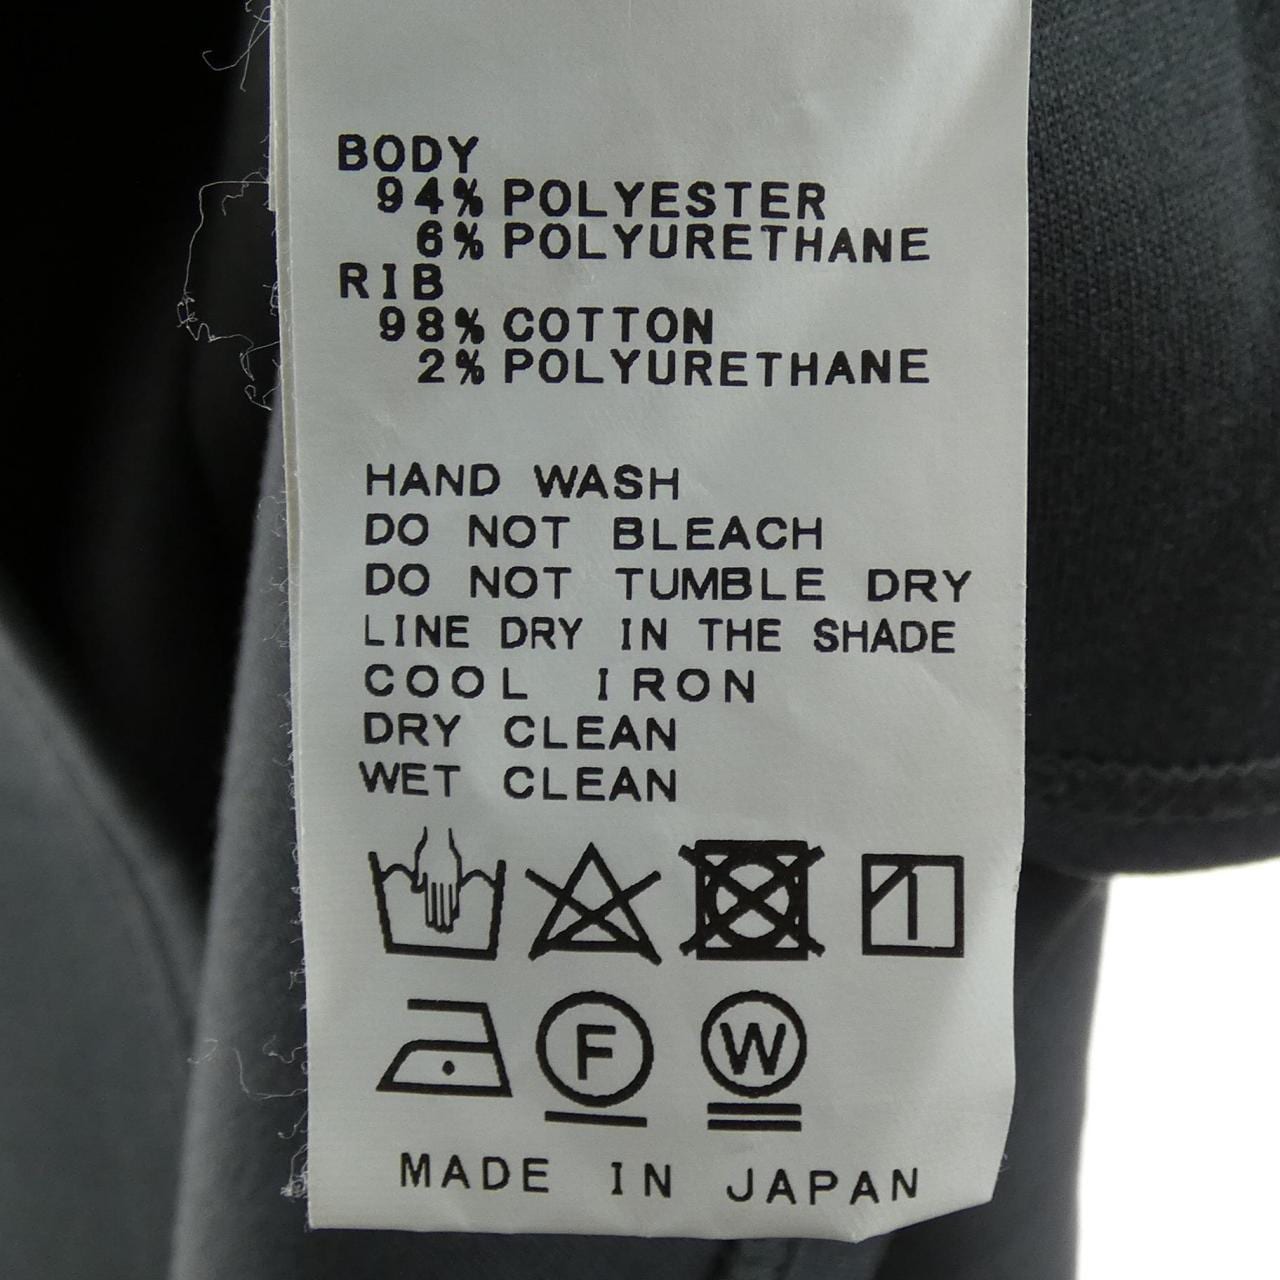 BODY
94% POLYESTER
6% POLYURETHANE
RIB
98% COTTON
2% POLYURETHANE
HAND WASH
DO NOT BLEACH
DO NOT TUMBLE DRY
LINE DRY IN THE SHADE
COOL IRON
DRY CLEAN
WET CLEAN
F W
MADE IN JAPAN